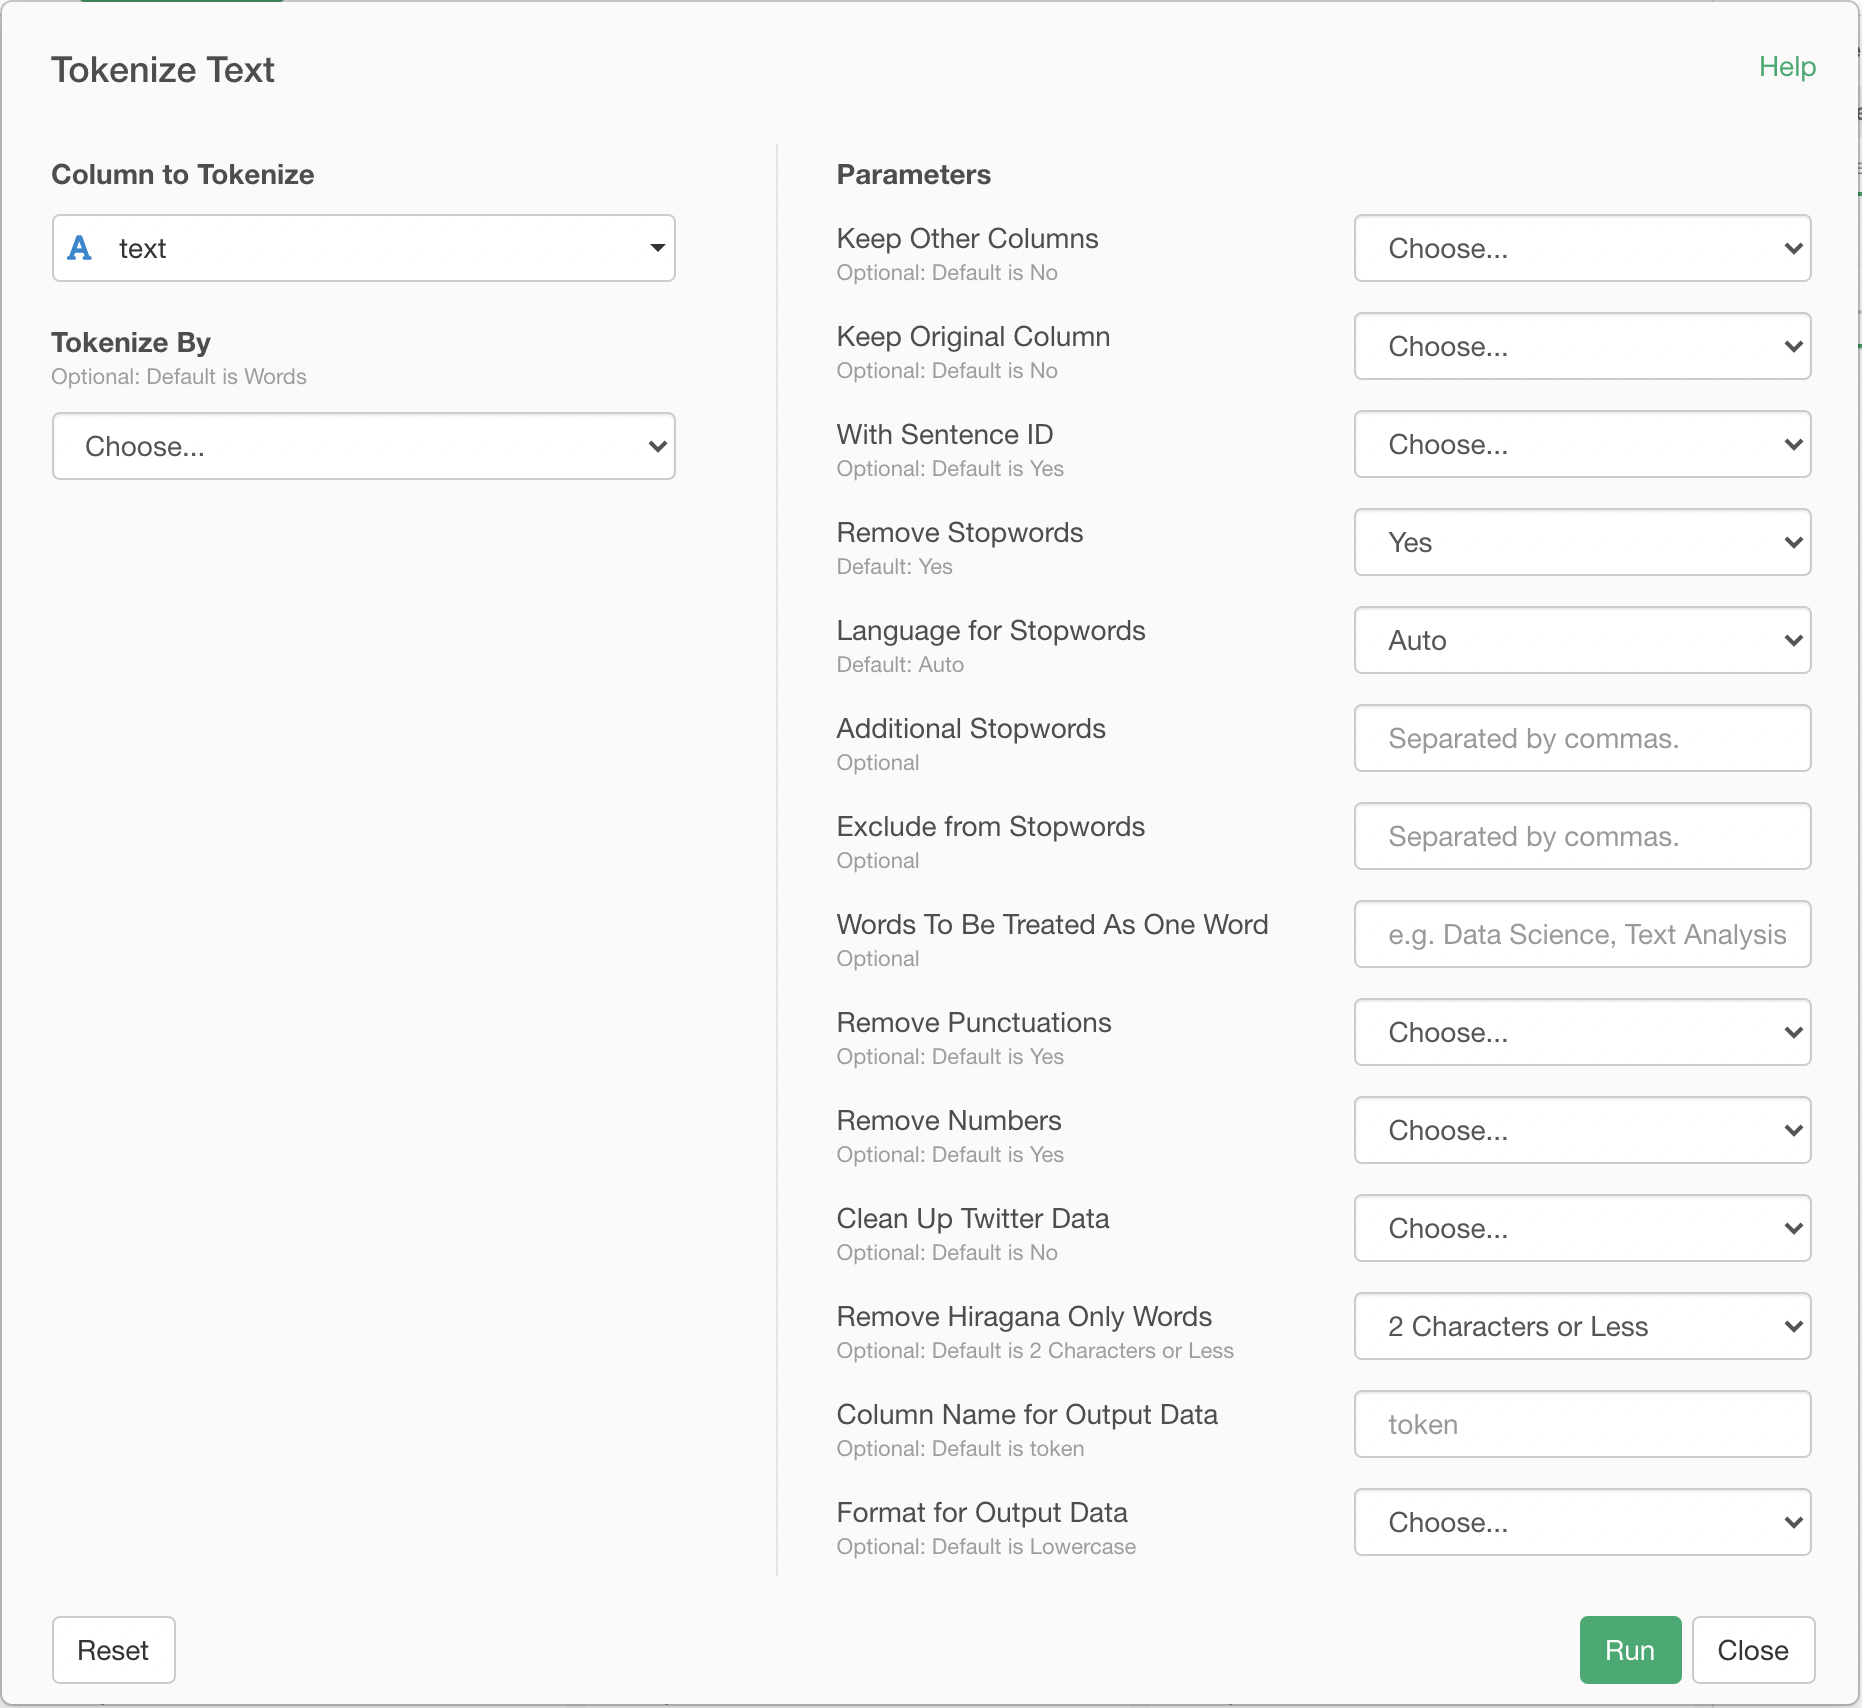 Tokenize Text
Help
Column to Tokenize
A text
Tokenize By
Optional: Default is Words
Choose...
Parameters
Keep Other Columns
Optional: Default is No
Choose...
Keep Original Column
Optional: Default is No
Choose...
With Sentence ID
Optional: Default is Yes
Choose...
Remove Stopwords
Default: Yes
Yes
Language for Stopwords
Default: Auto
Auto
Additional Stopwords
Optional
Separated by commas.
Exclude from Stopwords
Optional
Separated by commas.
Words To Be Treated As One Word
Optional
e.g. Data Science, Text Analysis
Remove Punctuations
Optional: Default is Yes
Choose...
Remove Numbers
Optional: Default is Yes
Choose...
Clean Up Twitter Data
Optional: Default is No
Choose...
Remove Hiragana Only Words
Optional: Default is 2 Characters or Less
2 Characters or Less
Column Name for Output Data
Optional: Default is token
token
Format for Output Data
Optional: Default is Lowercase
Choose...
Reset
Run
Close